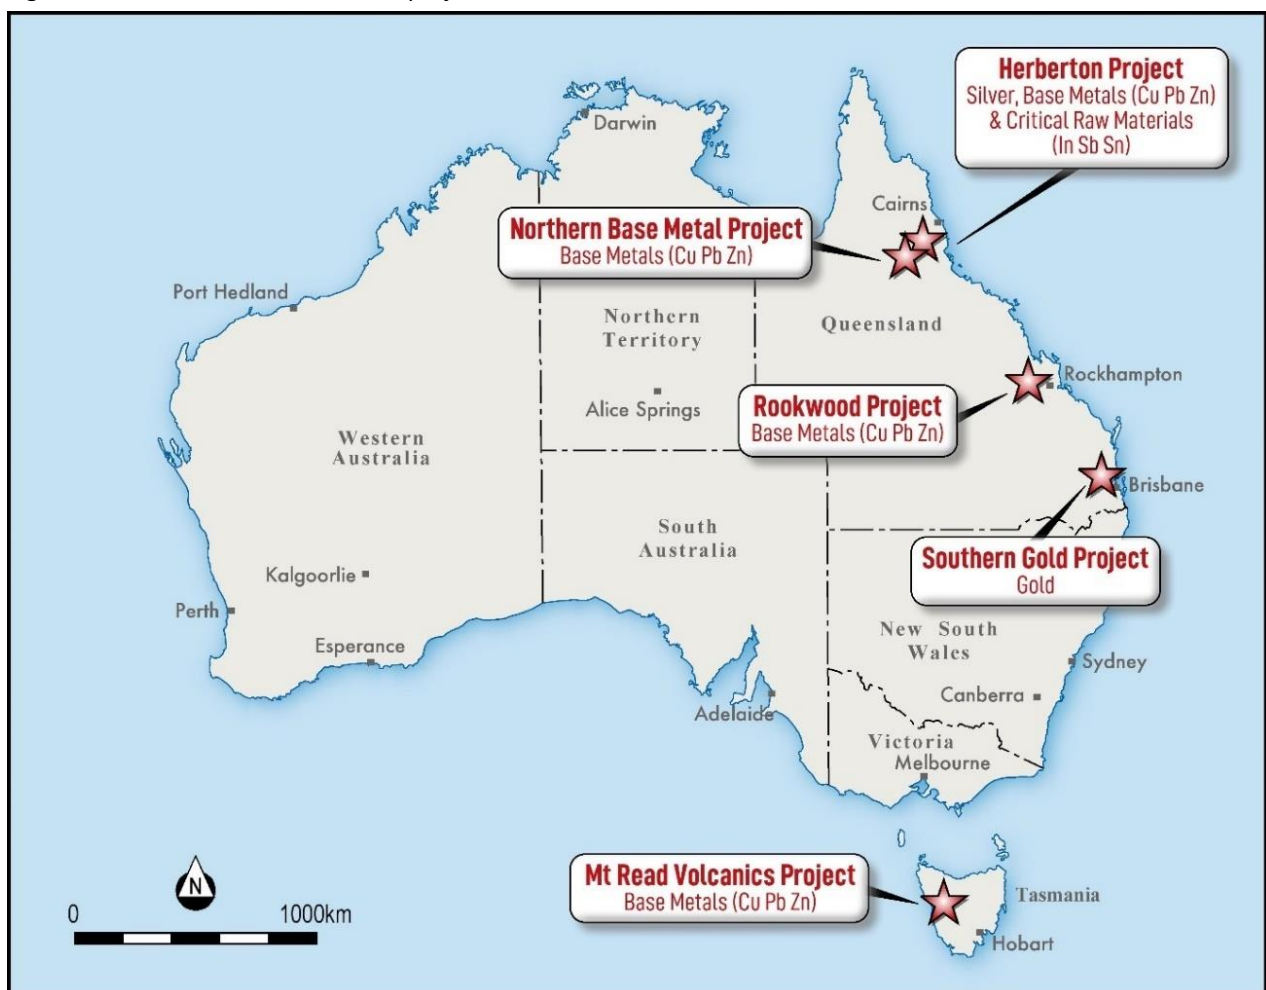 Herberton Project
Silver, Base Metals (Cu Pb Zn)
& Critical Raw Materials
(In Sb Sn)
Darwin
Cairns
Northern Base Metal Project
Base Metals (Cu Pb Zn)
Port Hedland
Northern
Territory
Queensland
Rockhampton
Alice Springs
Rookwood Project
Base Metals (Cu Pb Zn)
Western
Australia
Brisbane
South
Australia
Southern Gold Project
Gold
Kalgoorlie
Perth
Esperance
New South
Wales
Sydney
Canberra
Adelaide
Victoria
Melbourne
Mt Read Volcanics Project
Base Metals (Cu Pb Zn)
Tasmania
Hobart
N
0 1000km